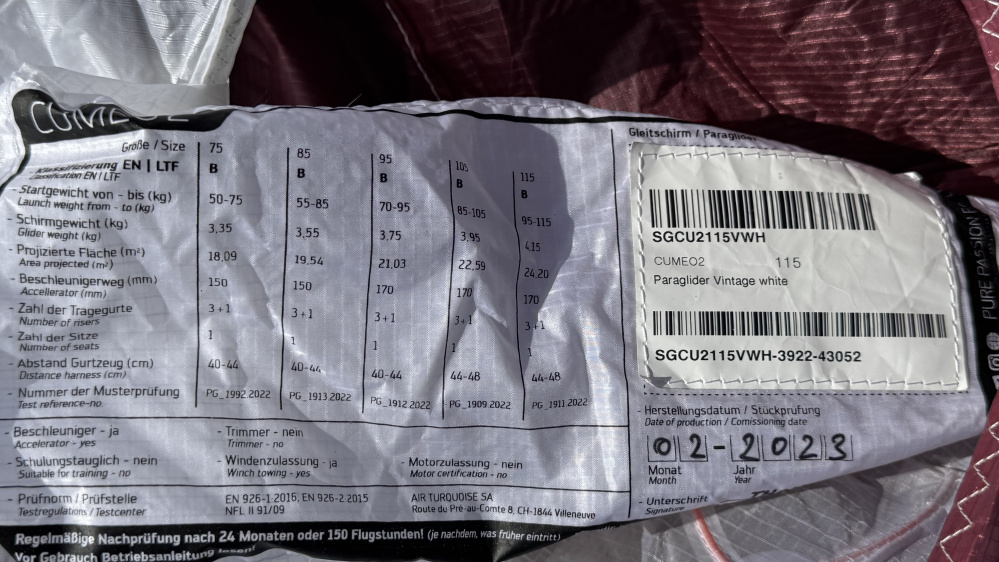 CUMEO 2
Größe / Size 75 85 95 105 115
Klassifizierung EN | LTF B B B B B
Classification EN / LTF
- Startgewicht von - bis (kg) 50-75 55-85 70-95 85-105 95-115
Launch weight from - to (kg)
- Schirmgewicht (kg) 3,35 3,55 3,75 3,95 4,15
Glider weight (kg)
- Projizierte Fläche (m²) 18,09 19,54 21,03 22,59 24,20
Area projected (m²)
- Beschleunigerweg (mm) 150 150 170 170 170
Accellerator (mm)
- Zahl der Tragegurte 3+1 3+1 3+1 3+1 3+1
Number of risers
- Zahl der Sitze 1 1 1 1 1
Number of seats
- Abstand Gurtzeug (cm) 40-44 40-44 40-44 44-48 44-48
Distance harness (cm)
- Nummer der Musterprüfung PG_1992.2022 PG_1913.2022 PG_1912.2022 PG_1909.2022 PG_1911.2022
Test reference-no.
- Beschleuniger - ja - Trimmer - nein
Accelerator - yes Trimmer - no
- Schulungstauglich - nein - Windenzulassung - ja - Motorzulassung - nein
Suitable for training - no Winch towing - yes Motor certification - no
- Prüfnorm / Prüfstelle EN 926-1:2016, EN 926-2:2015 AIR TURQUOISE SA
Testregulations / Testcenter NFL II 91/09 Route du Pré-au-Comte 8, CH-1844 Villeneuve
Regelmäßige Nachprüfung nach 24 Monaten oder 150 Flugstunden! (je nachdem, was früher eintritt)
Vor Gebrauch Betriebsanleitung lesen!
Gleitschirm / Paraglider
SGCU2115VWH
CUMEO2 115
Paraglider Vintage white
SGCU2115VWH-3922-43052
- Herstellungsdatum / Stückprüfung
Date of production / Comissioning date
02-2023
Monat Jahr
Month Year
- Unterschrift
Signature
PURE PASSION